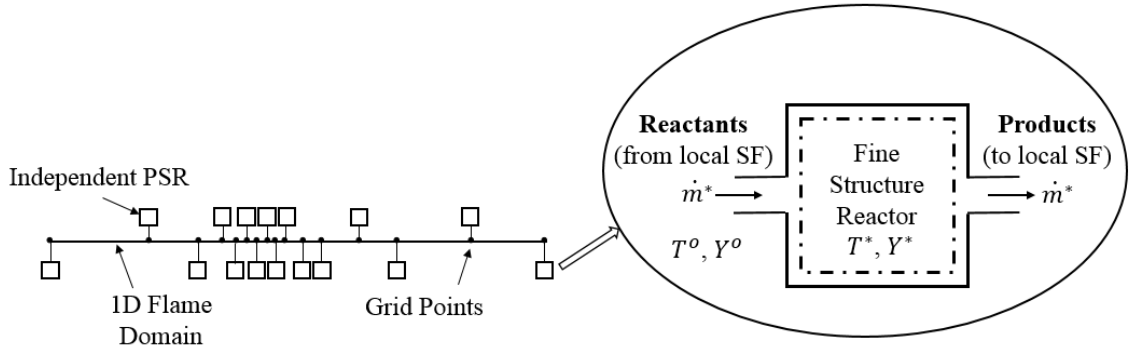 Independent PSR
1D Flame
Domain
Grid Points
Reactants
(from local SF)
ṁ*
T°, Y°
Fine
Structure
Reactor
T*, Y*
Products
(to local SF)
ṁ*